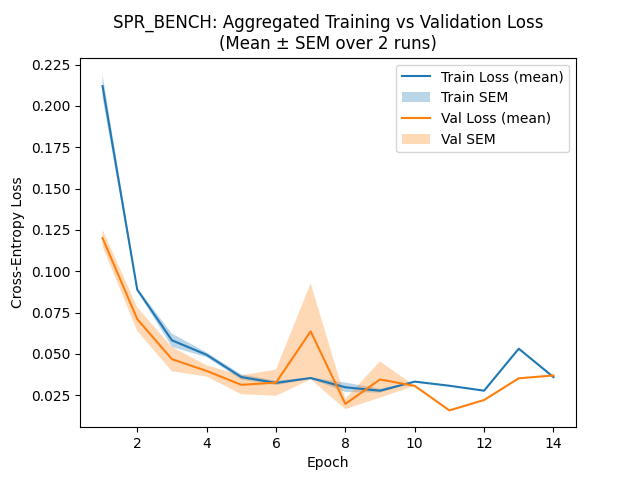 SPR_BENCH: Aggregated Training vs Validation Loss
(Mean ± SEM over 2 runs)
Train Loss (mean)
Train SEM
Val Loss (mean)
Val SEM
Cross-Entropy Loss
0.225
0.200
0.175
0.150
0.125
0.100
0.075
0.050
0.025
2 4 6 8 10 12 14
Epoch